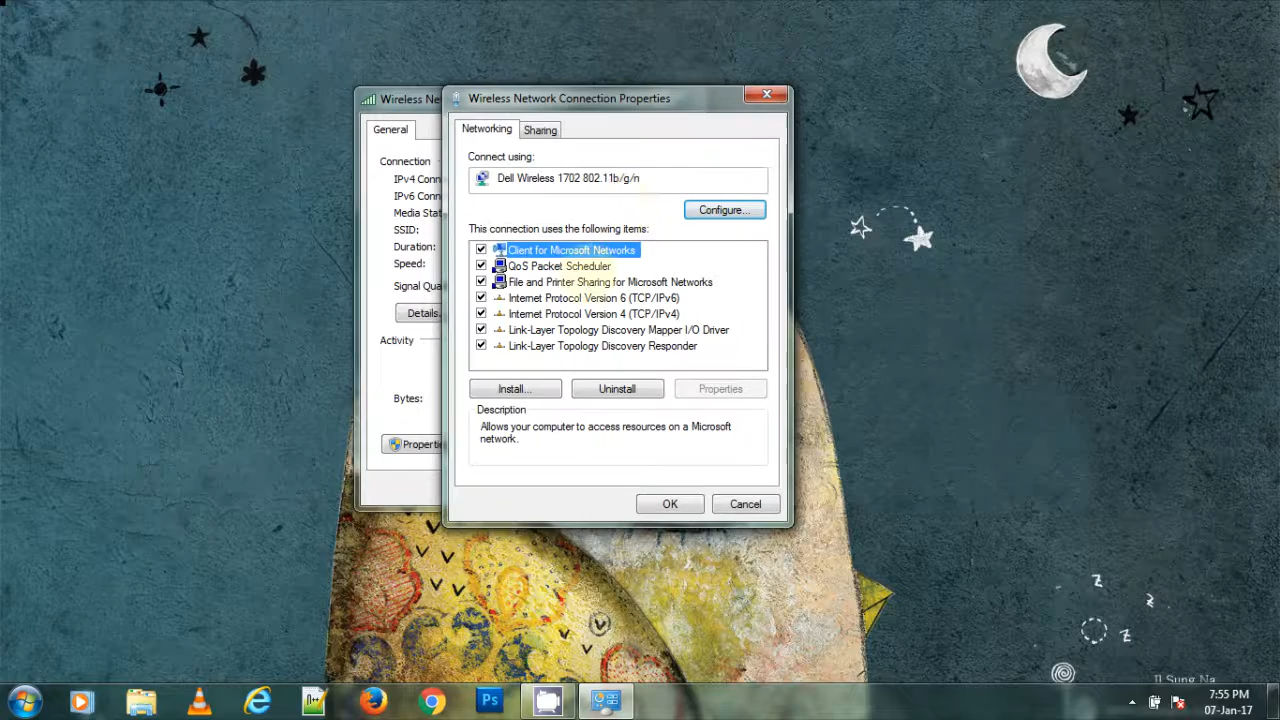 Wireless Ne
General
Connection
IPv4 Conn
IPv6 Conn
Media Stat
SSID:
Duration:
Speed:
Signal Qua
Details.
Activity
Bytes:
Properti
Wireless Network Connection Properties
Networking
Sharing
Connect using:
Dell Wireless 1702 802.11b/g/n
Configure...
This connection uses the following items:
Client for Microsoft Networks
QoS Packet Scheduler
File and Printer Sharing for Microsoft Networks
Internet Protocol Version 6 (TCP/IPv6)
Internet Protocol Version 4 (TCP/IPv4)
Link-Layer Topology Discovery Mapper I/O Driver
Link-Layer Topology Discovery Responder
Install...
Uninstall
Properties
Description
Allows your computer to access resources on a Microsoft
network.
OK
Cancel
z
z
z
Il Sung Na
Ps
7:55 PM
07-Jan-17